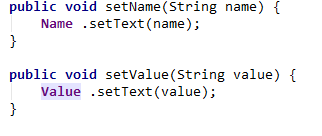 public void setName(String name) {
Name .setText(name);
}
public void setValue(String value) {
Value .setText(value);
}